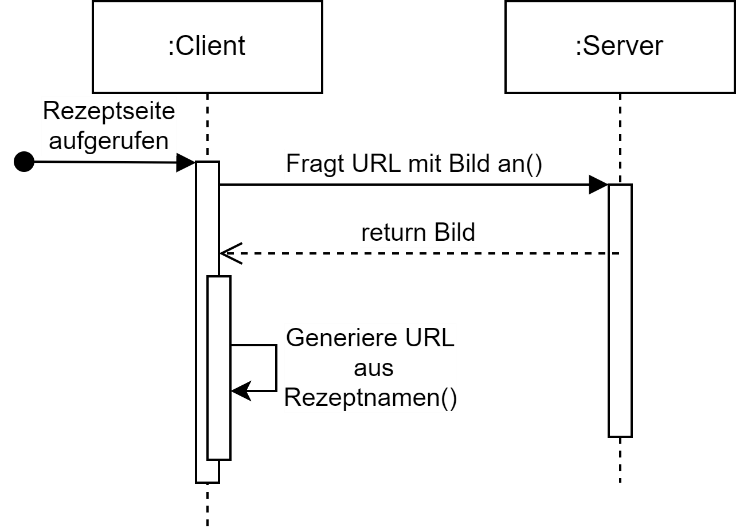 :Client
:Server
Rezeptseite
aufgerufen
Fragt URL mit Bild an()
return Bild
Generiere URL
aus
Rezeptnamen()